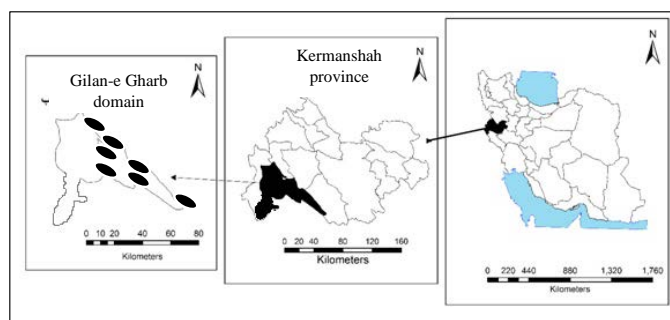 N
Gilan-e Gharb
domain
0 10 20 40 60 80
Kilometers
Kermanshah
province
N
0 20 40 80 120 160
Kilometers
N
0 220 440 880 1,320 1,760
Kilometers